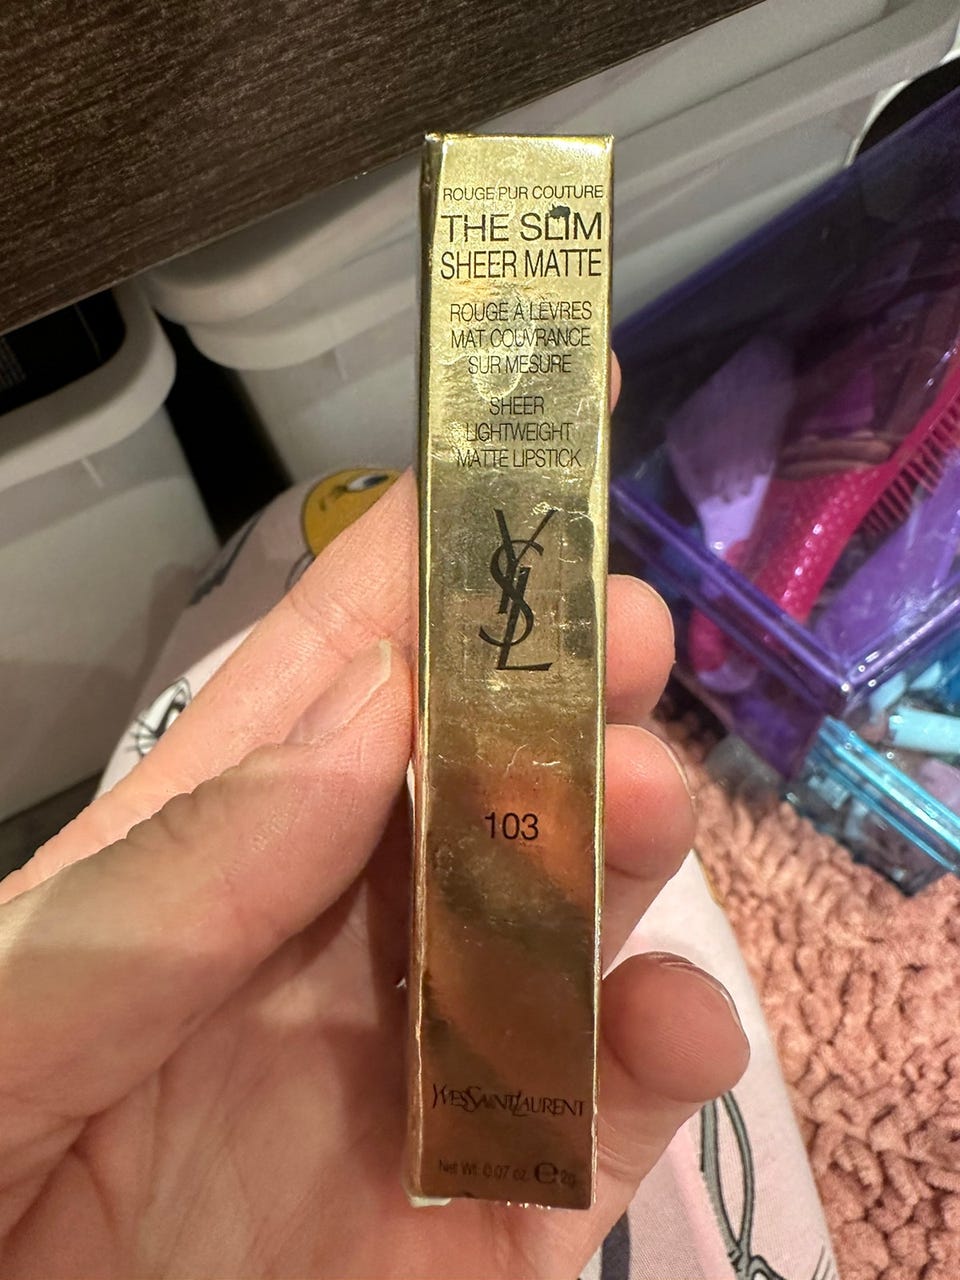 ROUGE PUR COUTURE
THE SLIM
SHEER MATTE
ROUGE À LÈVRES
MAT COUVRANCE
SUR MESURE
SHEER
LIGHTWEIGHT
MATTE LIPSTICK
YSL
103
YVESSAINTLAURENT
Net Wt. 0.07 oz. ℮ 2g